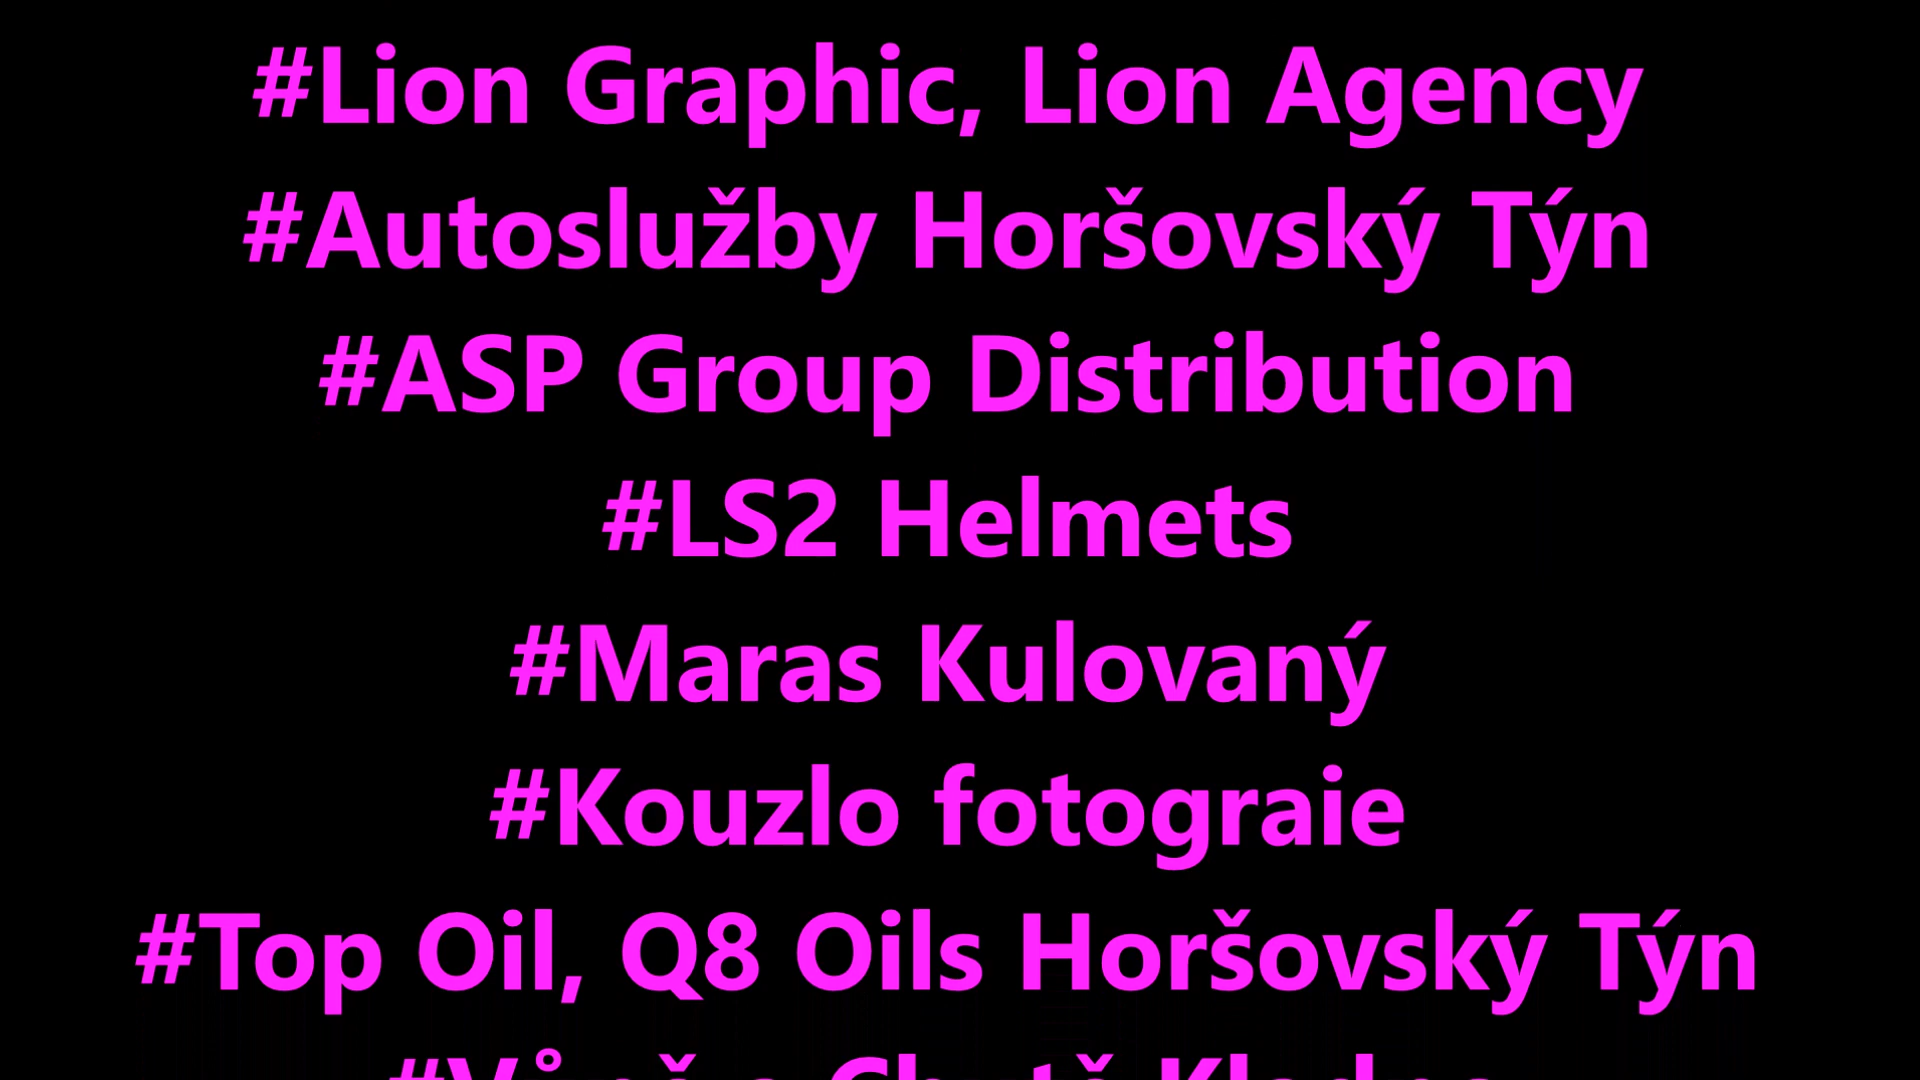 #Lion Graphic, Lion Agency
#Autoslužby Horšovský Týn
#ASP Group Distribution
#LS2 Helmets
#Maras Kulovaný
#Kouzlo fotograie
#Top Oil, Q8 Oils Horšovský Týn